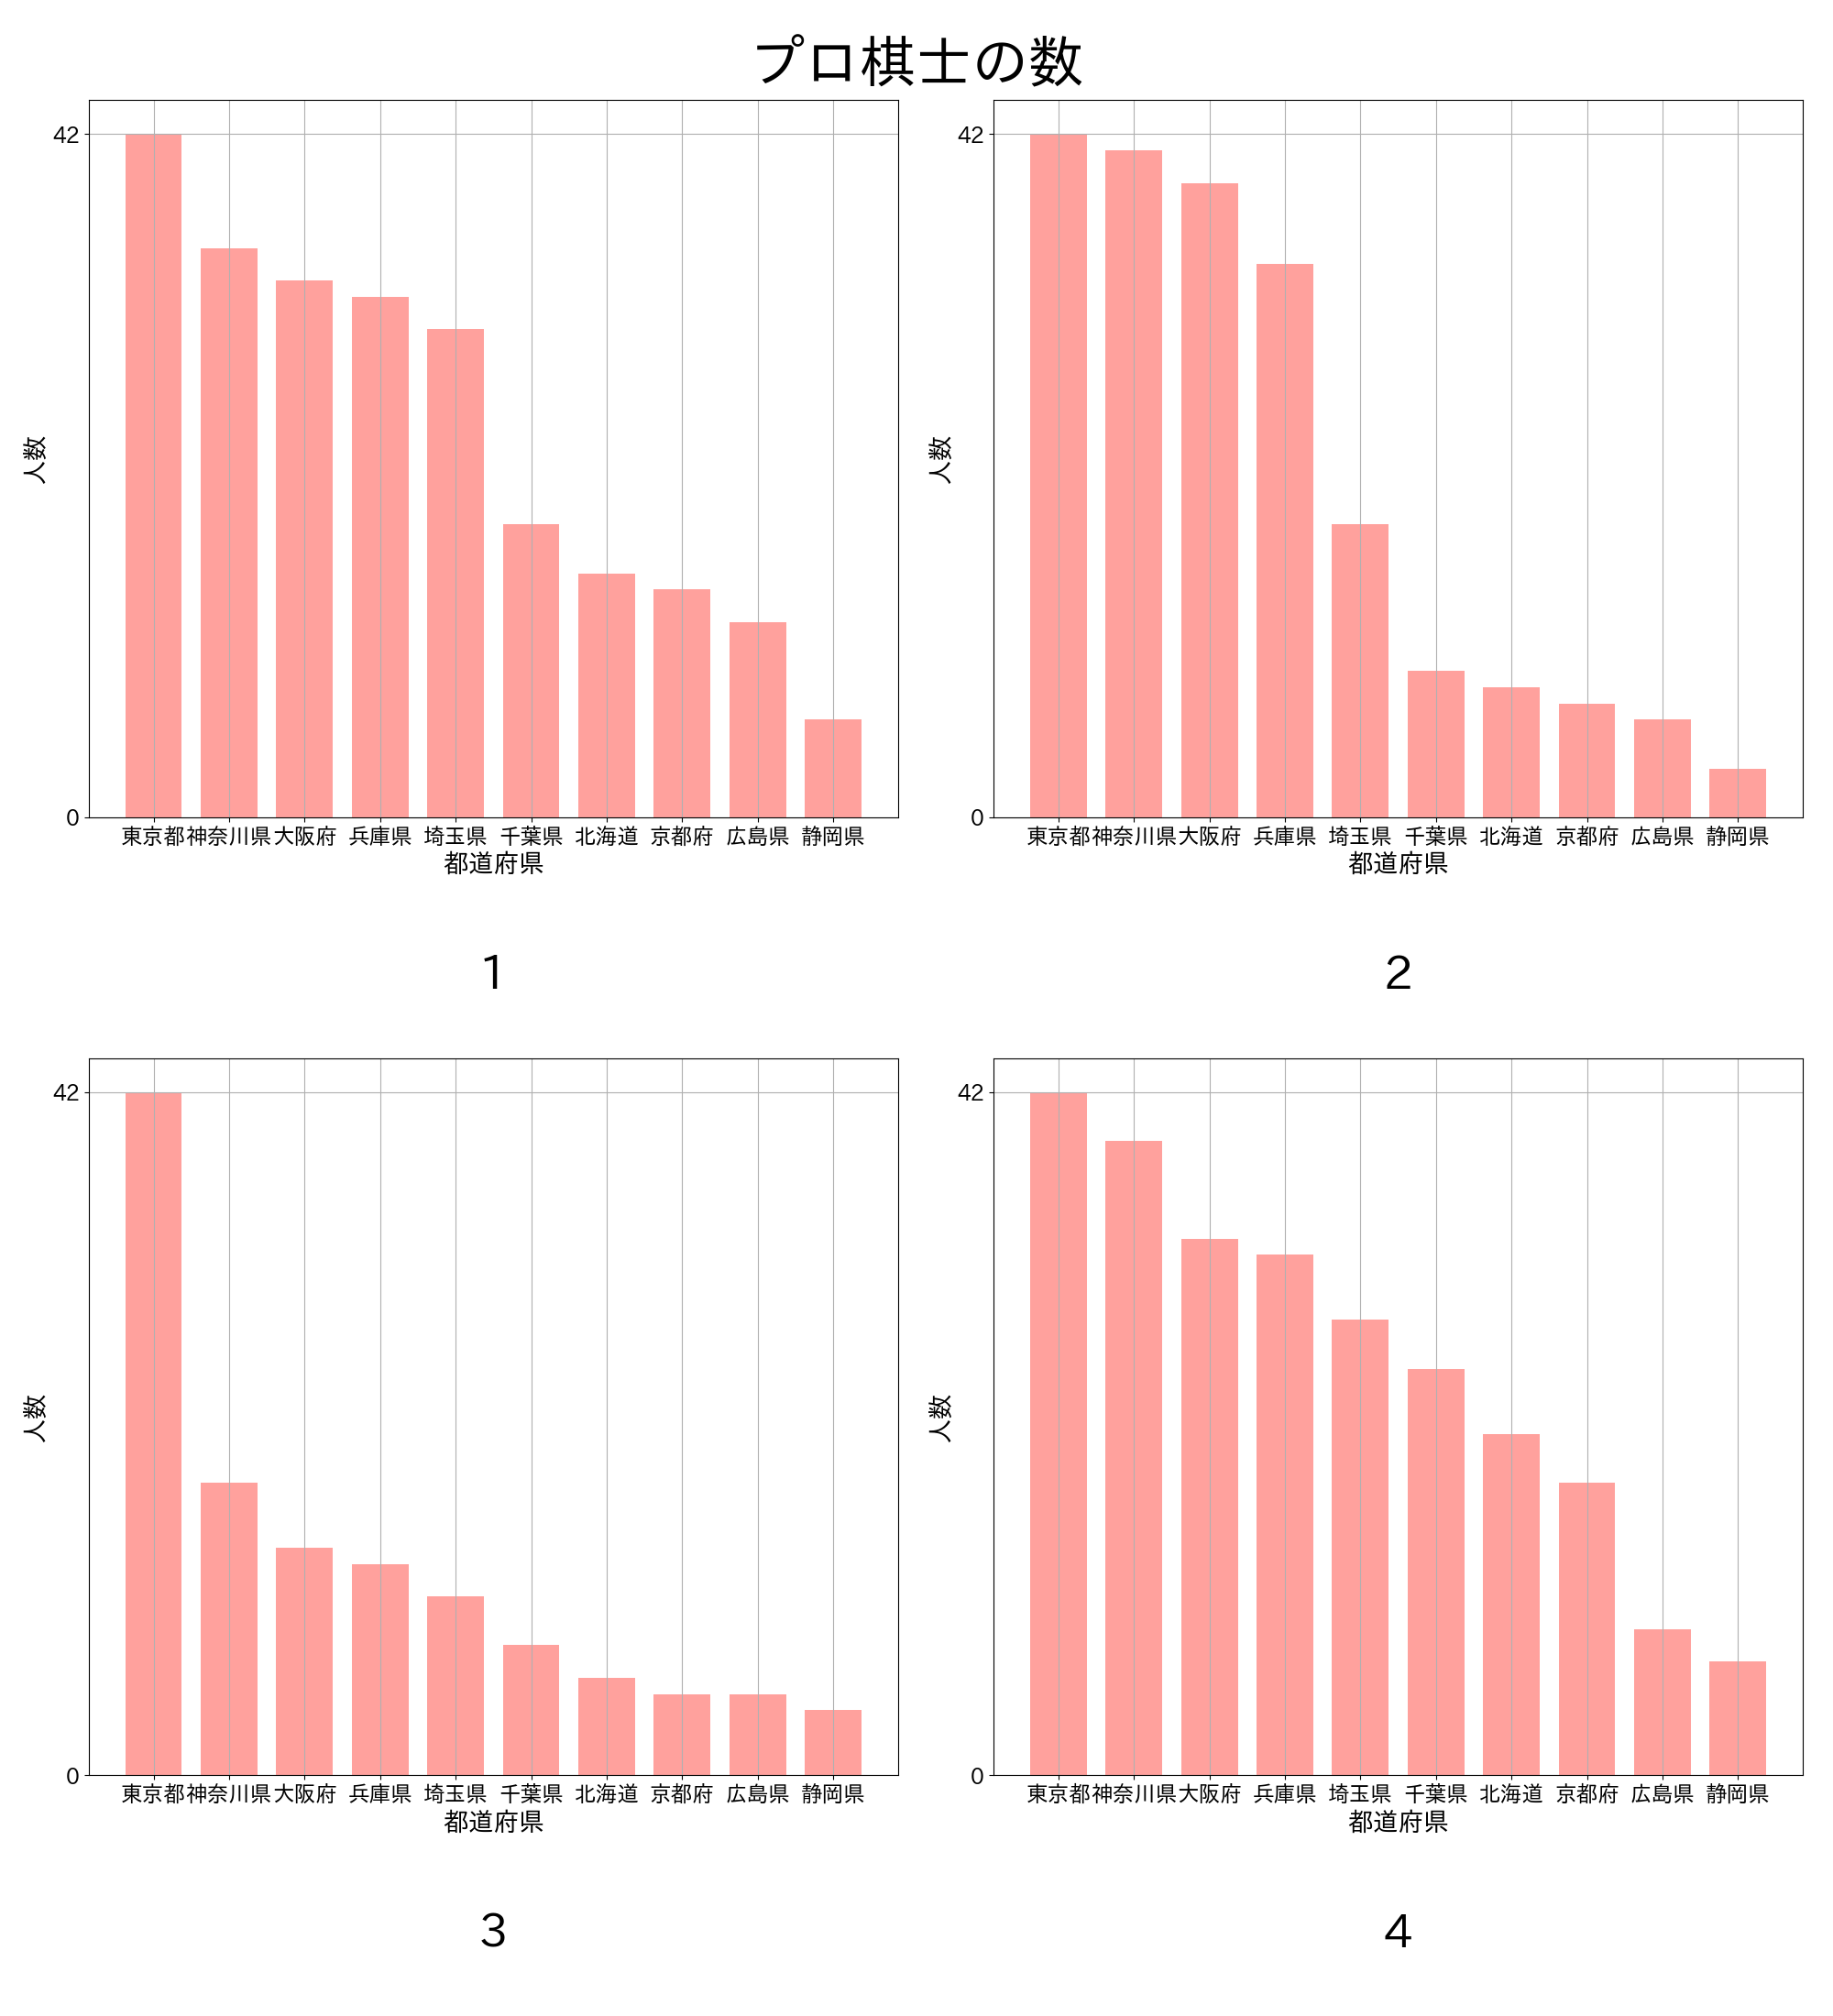 プロ棋士の数
42
0
人数
東京都 神奈川県 大阪府 兵庫県 埼玉県 千葉県 北海道 京都府 広島県 静岡県
都道府県
1
42
0
人数
東京都 神奈川県 大阪府 兵庫県 埼玉県 千葉県 北海道 京都府 広島県 静岡県
都道府県
2
42
0
人数
東京都 神奈川県 大阪府 兵庫県 埼玉県 千葉県 北海道 京都府 広島県 静岡県
都道府県
3
42
0
人数
東京都 神奈川県 大阪府 兵庫県 埼玉県 千葉県 北海道 京都府 広島県 静岡県
都道府県
4